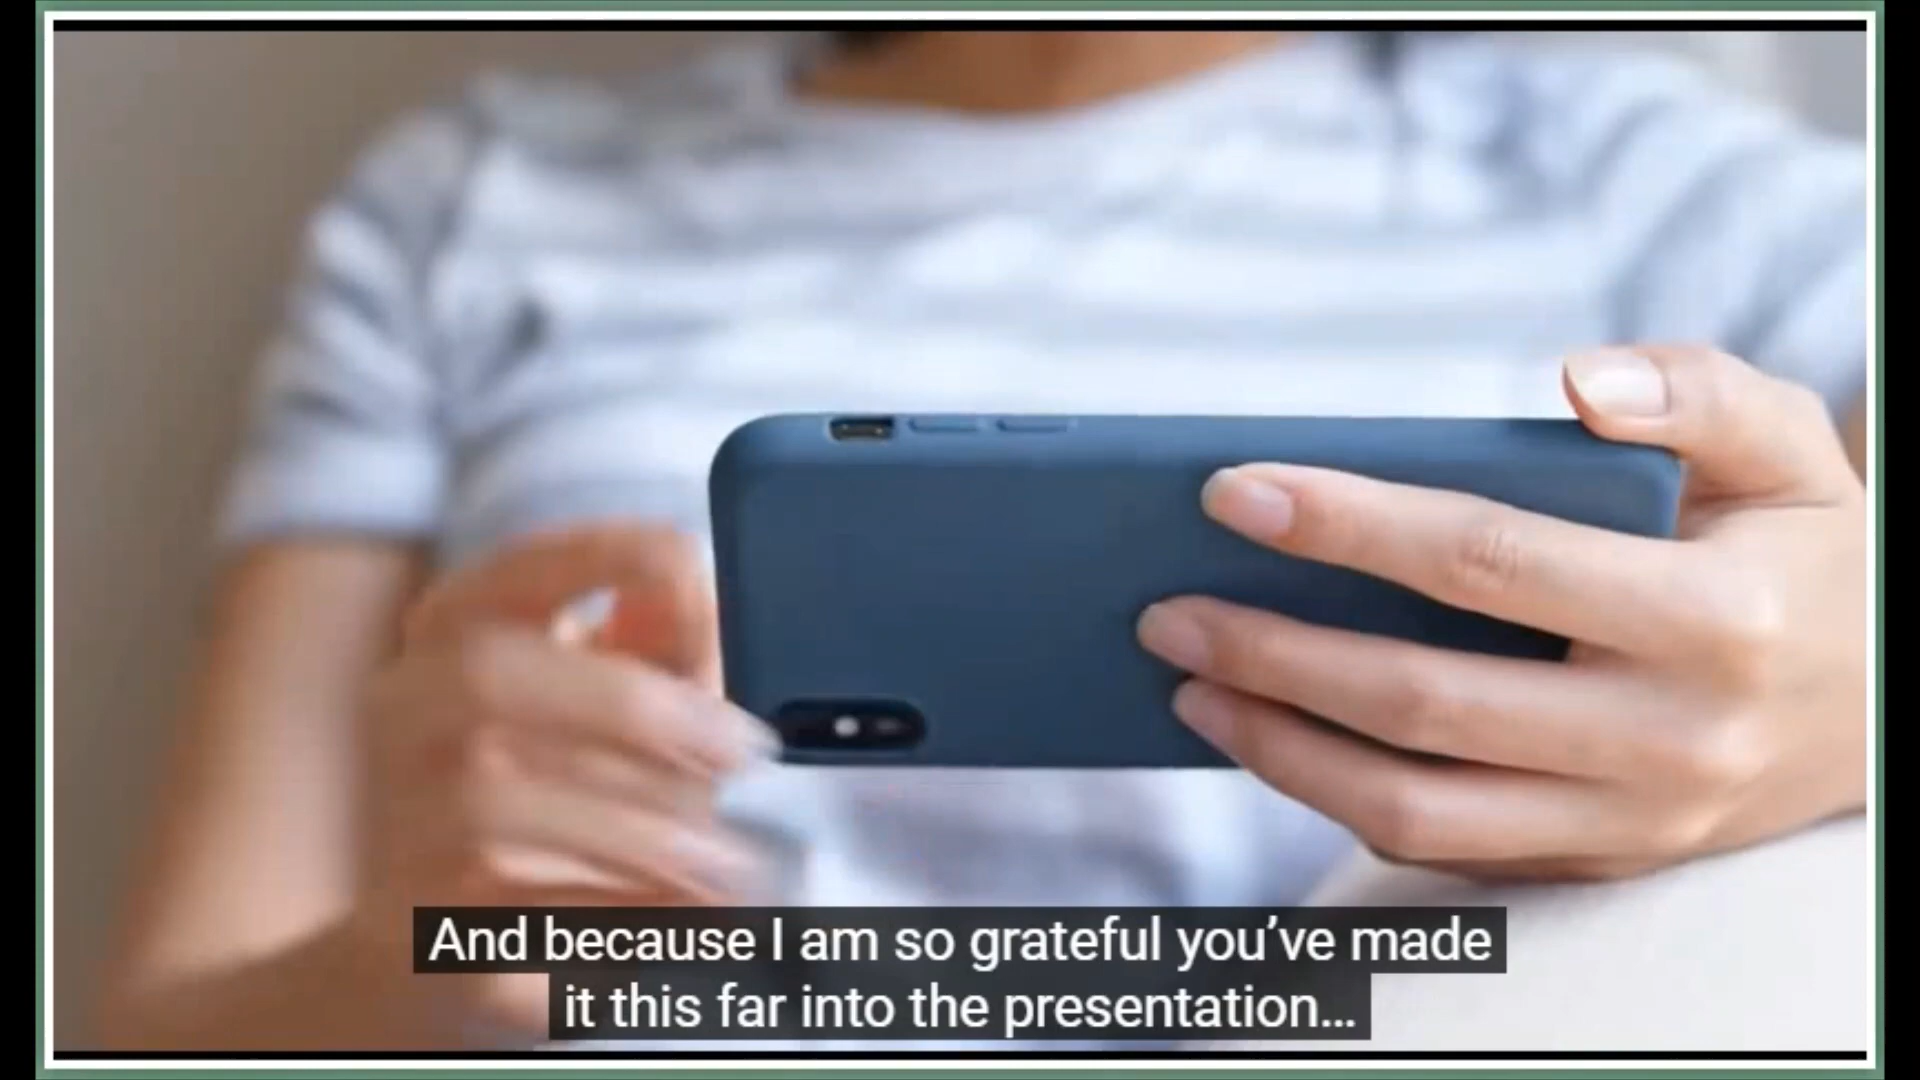 And because I am so grateful you’ve made
it this far into the presentation...